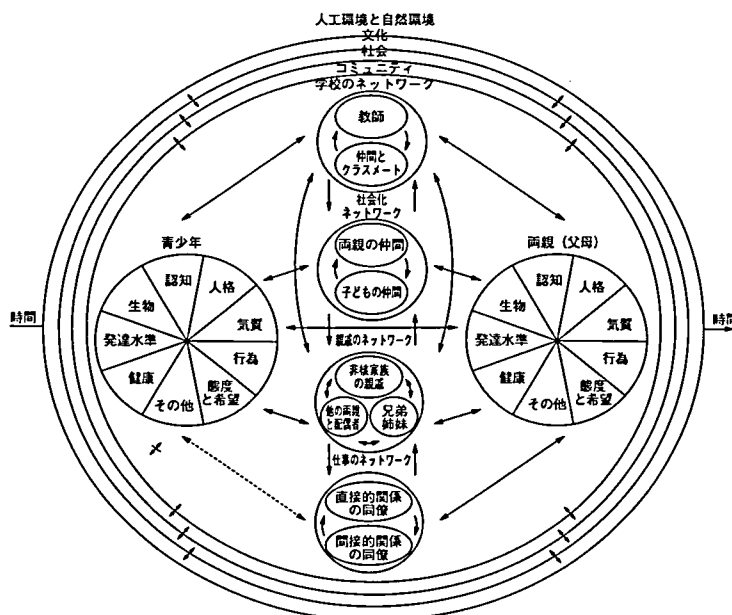 人工環境と自然環境
文化
社会
コミュニティ
学校のネットワーク
教師
仲間と
クラスメート
社会化
ネットワーク
青少年
両親の仲間
子どもの仲間
両親（父母）
認知
人格
気質
行為
態度
と希望
その他
健康
発達水準
生物
認知
人格
気質
行為
態度
と希望
その他
健康
発達水準
生物
時間
時間
親戚のネットワーク
非核家族
の親戚
他の両親
と配偶者
兄弟
姉妹
仕事のネットワーク
直接的関係
の同僚
間接的関係
の同僚